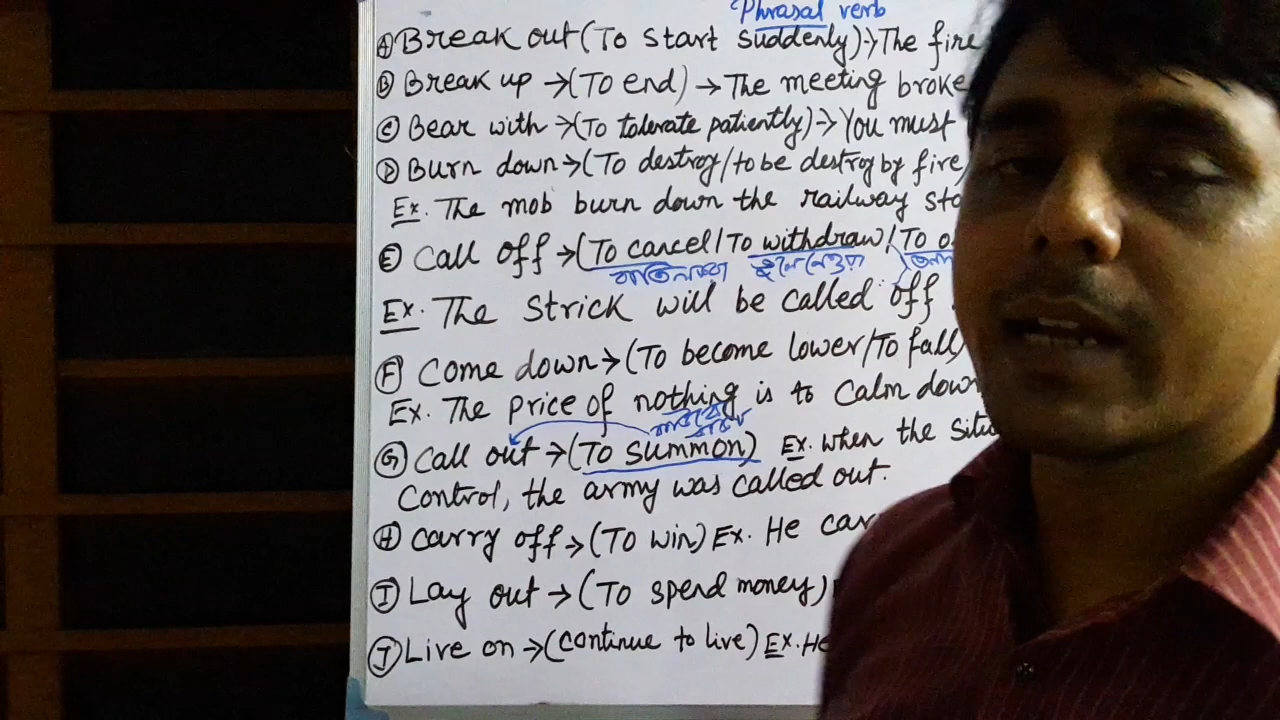 Phrasal verb
Ⓐ Break out (To start suddenly) → The fire
Ⓑ Break up → (To end) → The meeting broke
Ⓒ Bear with → (To tolerate patiently) → You must
Ⓓ Burn down → (To destroy/to be destroy by fire)
Ex. The mob burn down the railway sta
Ⓔ Call off → (To cancel/To withdraw/To o
Ex. The Strick will be called off
Ⓕ Come down → (To become lower/To fall)
Ex. The price of nothing is to Calm down
Ⓖ Call out → (To summon) Ex. When the situ
Control, the army was called out.
Ⓗ Carry off → (To win) Ex. He car
Ⓘ Lay out → (To spend money)
Ⓙ Live on → (continue to live) Ex. He